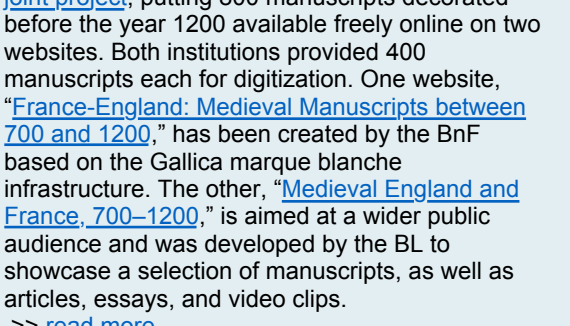 joint project, putting 800 manuscripts decorated
before the year 1200 available freely online on two
websites. Both institutions provided 400
manuscripts each for digitization. One website,
“France-England: Medieval Manuscripts between
700 and 1200,” has been created by the BnF
based on the Gallica marque blanche
infrastructure. The other, “Medieval England and
France, 700–1200,” is aimed at a wider public
audience and was developed by the BL to
showcase a selection of manuscripts, as well as
articles, essays, and video clips.
>> read more